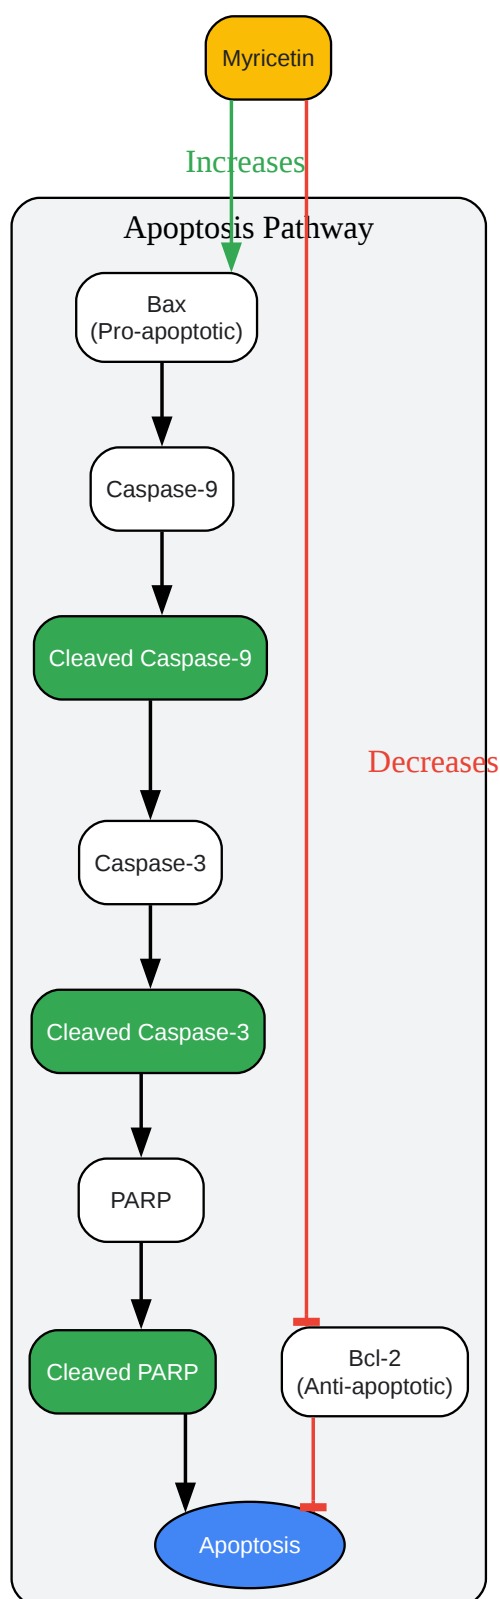 Myricetin
Increases
Apoptosis Pathway
Bax
(Pro-apoptotic)
Caspase-9
Cleaved Caspase-9
Decreases
Caspase-3
Cleaved Caspase-3
PARP
Cleaved PARP
Bcl-2
(Anti-apoptotic)
Apoptosis